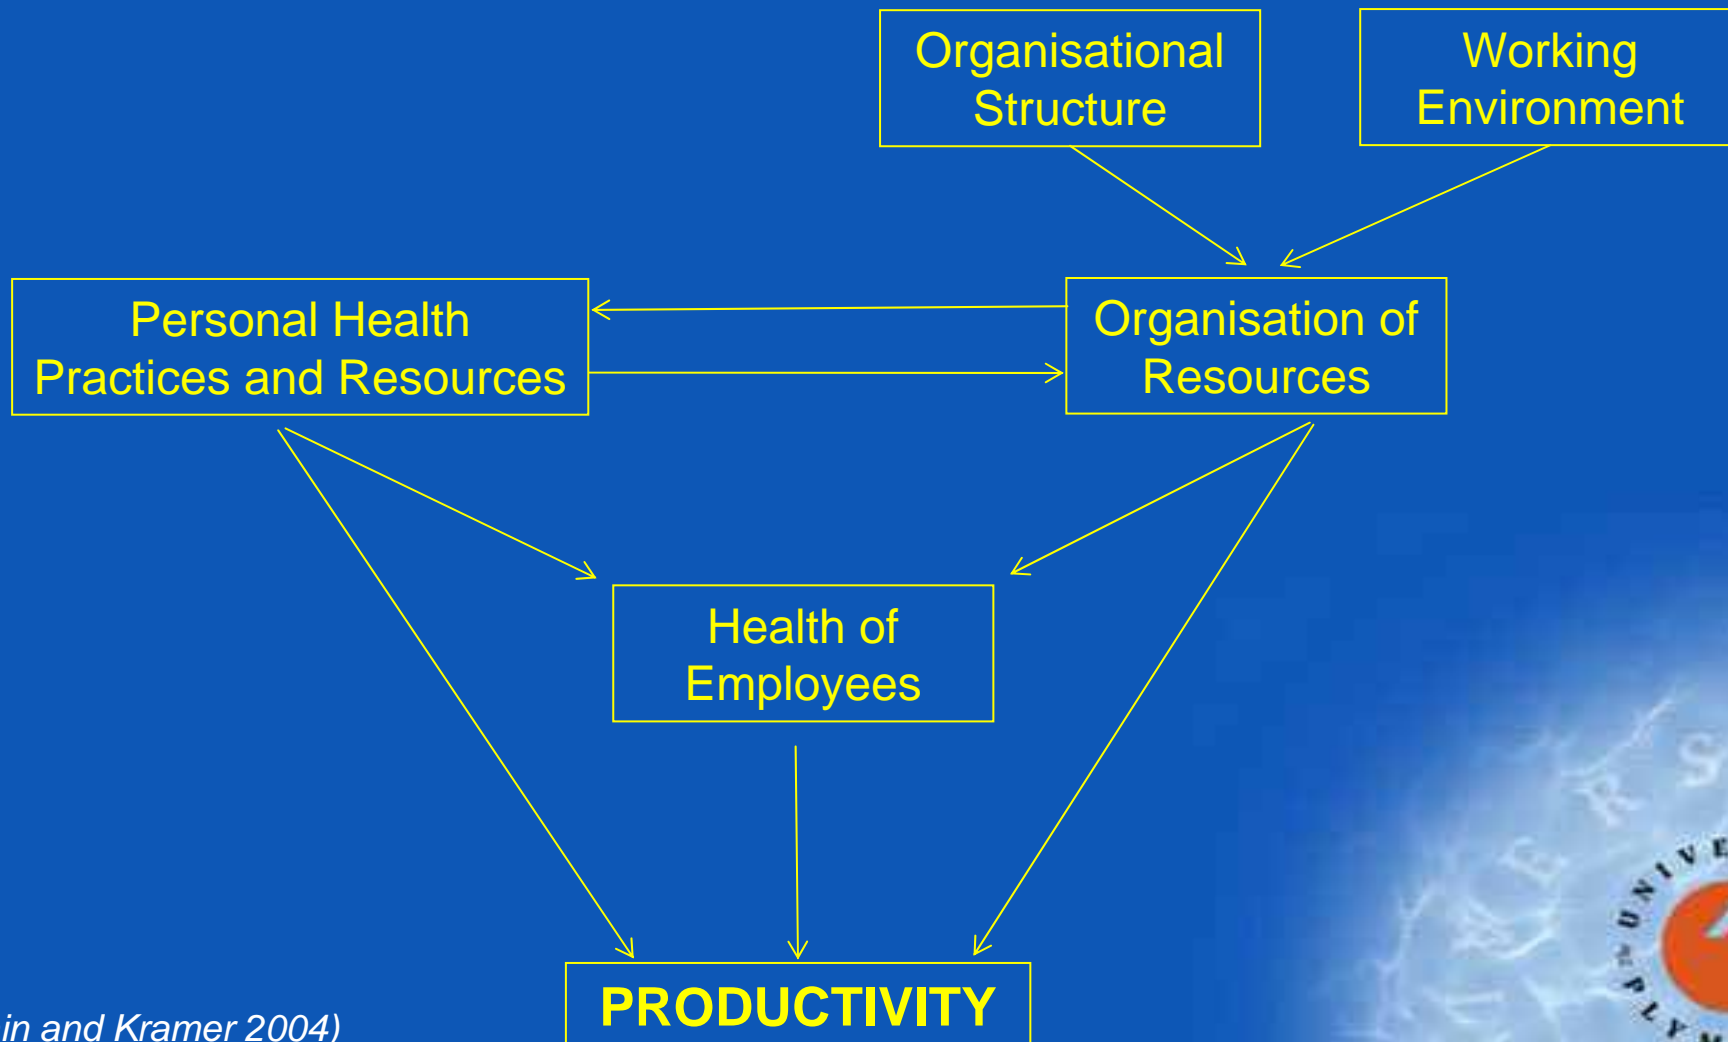 Organisational
Structure
Working
Environment
Personal Health
Practices and Resources
Organisation of
Resources
Health of
Employees
PRODUCTIVITY
in and Kramer 2004)